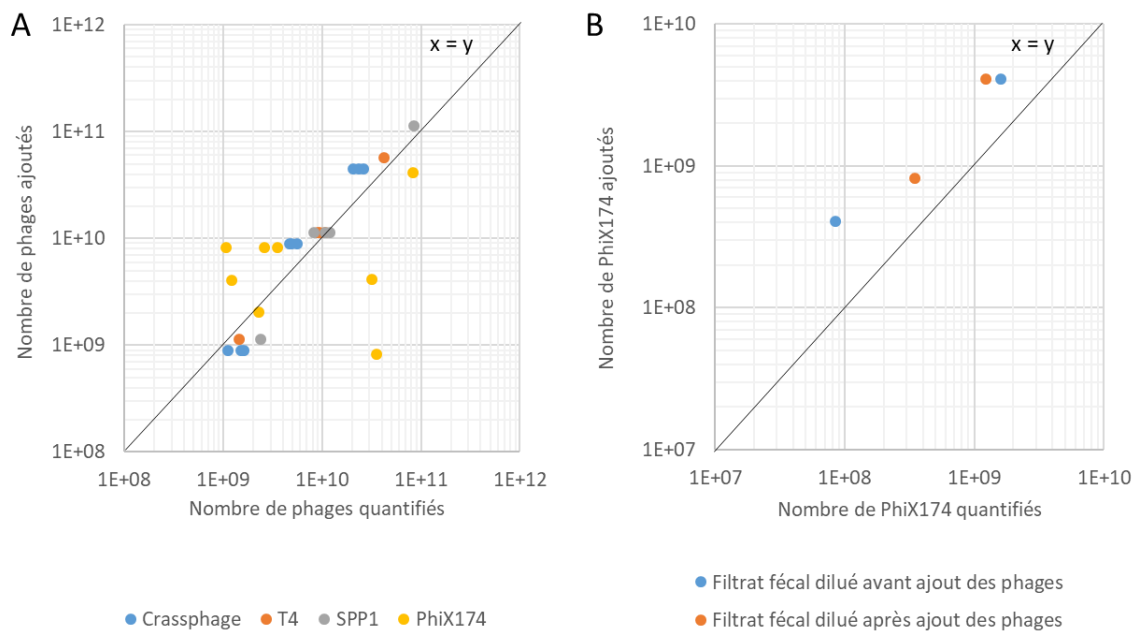 A
1E+12
1E+11
1E+10
1E+09
1E+08
x = y
Nombre de phages ajoutés
1E+08 1E+09 1E+10 1E+11 1E+12
Nombre de phages quantifiés
Crassphage T4 SPP1 PhiX174
B
1E+10
1E+09
1E+08
1E+07
x = y
Nombre de PhiX174 ajoutés
1E+07 1E+08 1E+09 1E+10
Nombre de PhiX174 quantifiés
Filtrat fécal dilué avant ajout des phages
Filtrat fécal dilué après ajout des phages